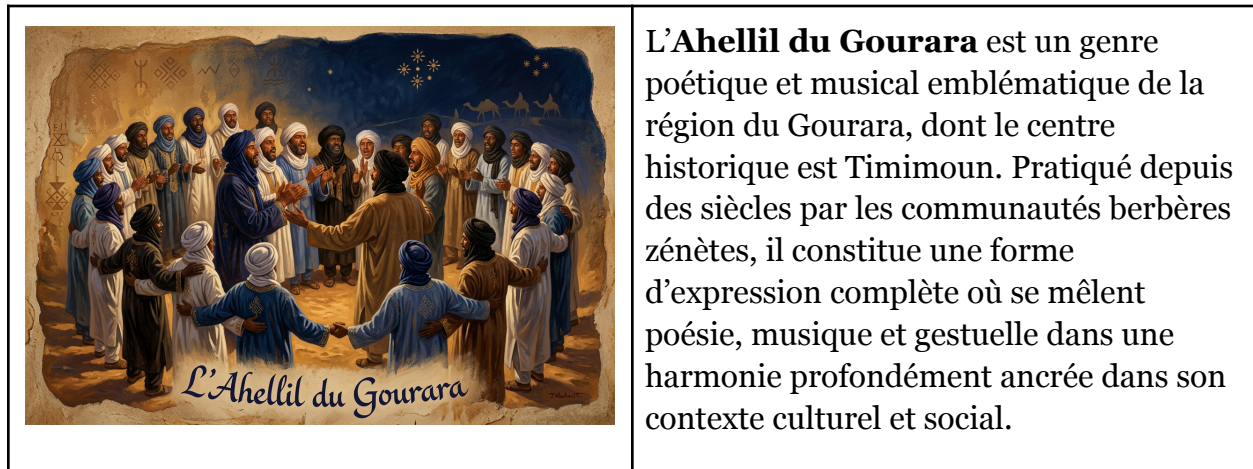 L'Ahellil du Gourara
L'Ahellil du Gourara est un genre
poétique et musical emblématique de la
région du Gourara, dont le centre
historique est Timimoun. Pratiqué depuis
des siècles par les communautés berbères
zénètes, il constitue une forme
d'expression complète où se mêlent
poésie, musique et gestuelle dans une
harmonie profondément ancrée dans son
contexte culturel et social.